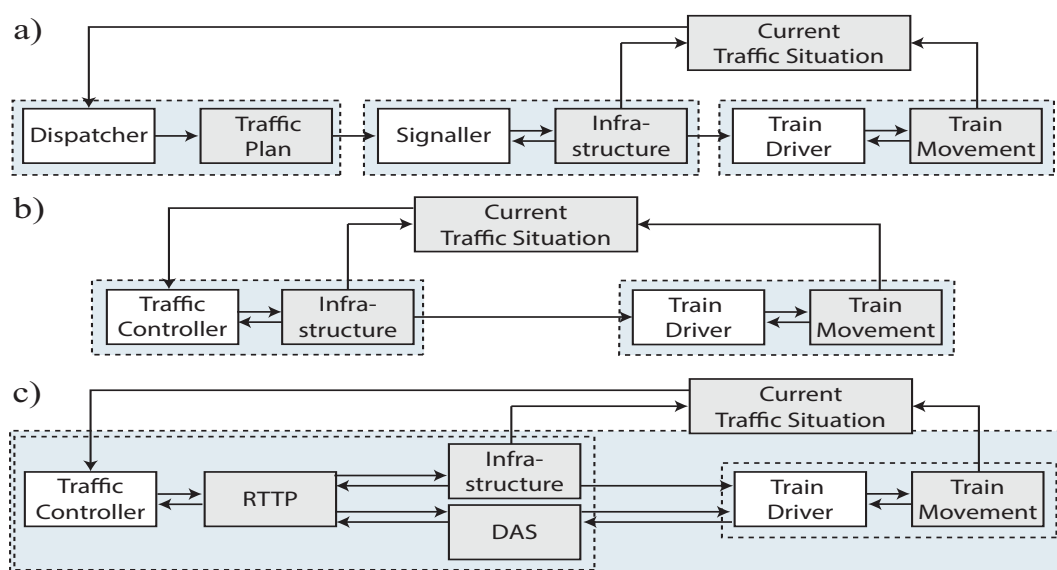 a)
Current
Traffic Situation
Dispatcher
Traffic
Plan
Signaller
Infra-
structure
Train
Driver
Train
Movement
b)
Current
Traffic Situation
Traffic
Controller
Infra-
structure
Train
Driver
Train
Movement
c)
Current
Traffic Situation
Traffic
Controller
RTTP
Infra-
structure
DAS
Train
Driver
Train
Movement